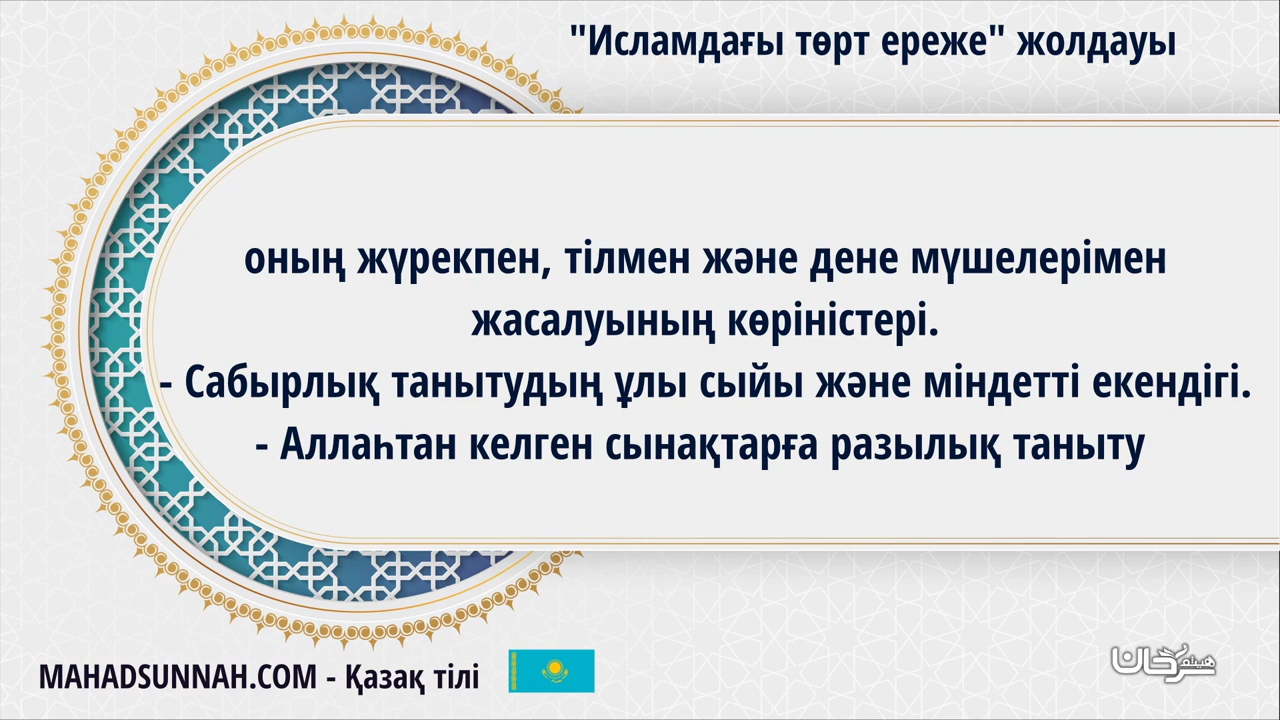 "Исламдағы төрт ереже" жолдауы
оның жүрекпен, тілмен және дене мүшелерімен
жасалуының көріністері.
- Сабырлық танытудың ұлы сыйы және міндетті екендігі.
- Аллаһтан келген сынақтарға разылық таныту
MAHADSUNNAH.COM - Қазақ тілі